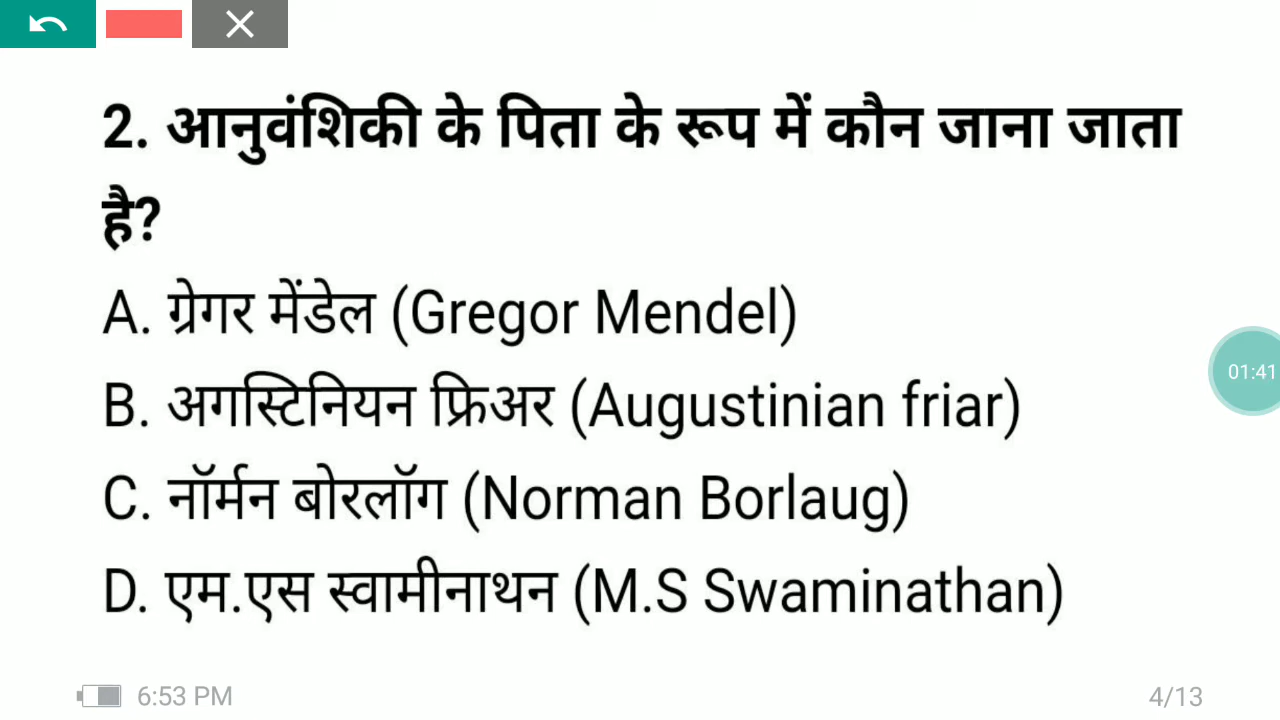 2. आनुवंशिकी के पिता के रूप में कौन जाना जाता
है?
A. ग्रेगर मेंडेल (Gregor Mendel)
B. अगस्टिनियन फ्रिअर (Augustinian friar)
C. नॉर्मन बोरलॉग (Norman Borlaug)
D. एम.एस स्वामीनाथन (M.S Swaminathan)
01:41
6:53 PM
4/13